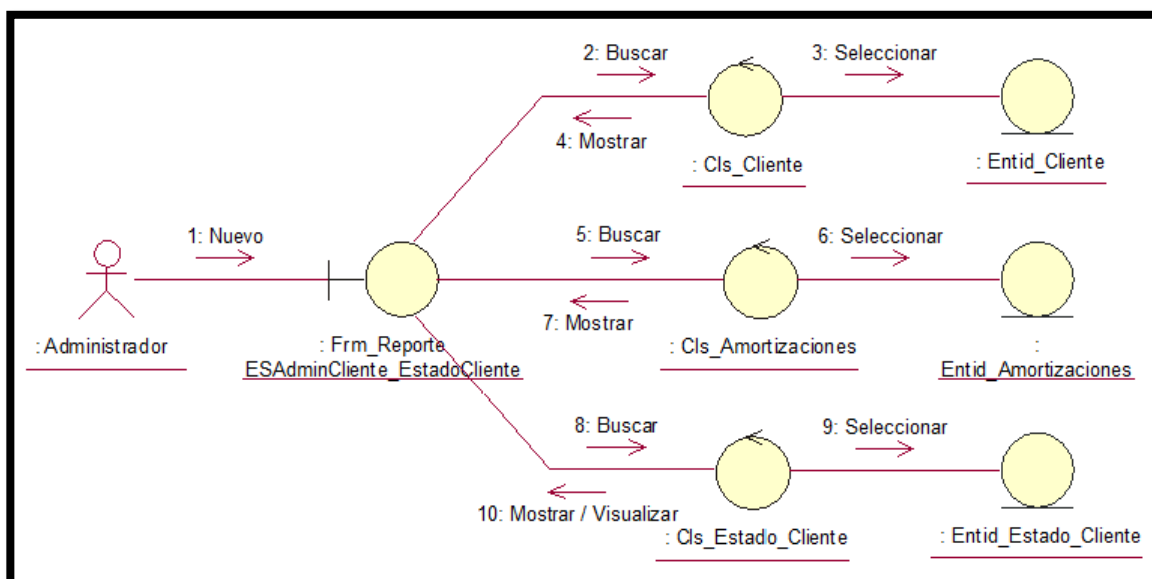 2: Buscar
3: Seleccionar
4: Mostrar
: Cls_Cliente
: Entid_Cliente
1: Nuevo
5: Buscar
6: Seleccionar
7: Mostrar
: Administrador
: Frm_Reporte
ESAdminCliente_EstadoCliente
: Cls_Amortizaciones
:
Entid_Amortizaciones
8: Buscar
9: Seleccionar
10: Mostrar / Visualizar
: Cls_Estado_Cliente
: Entid_Estado_Cliente